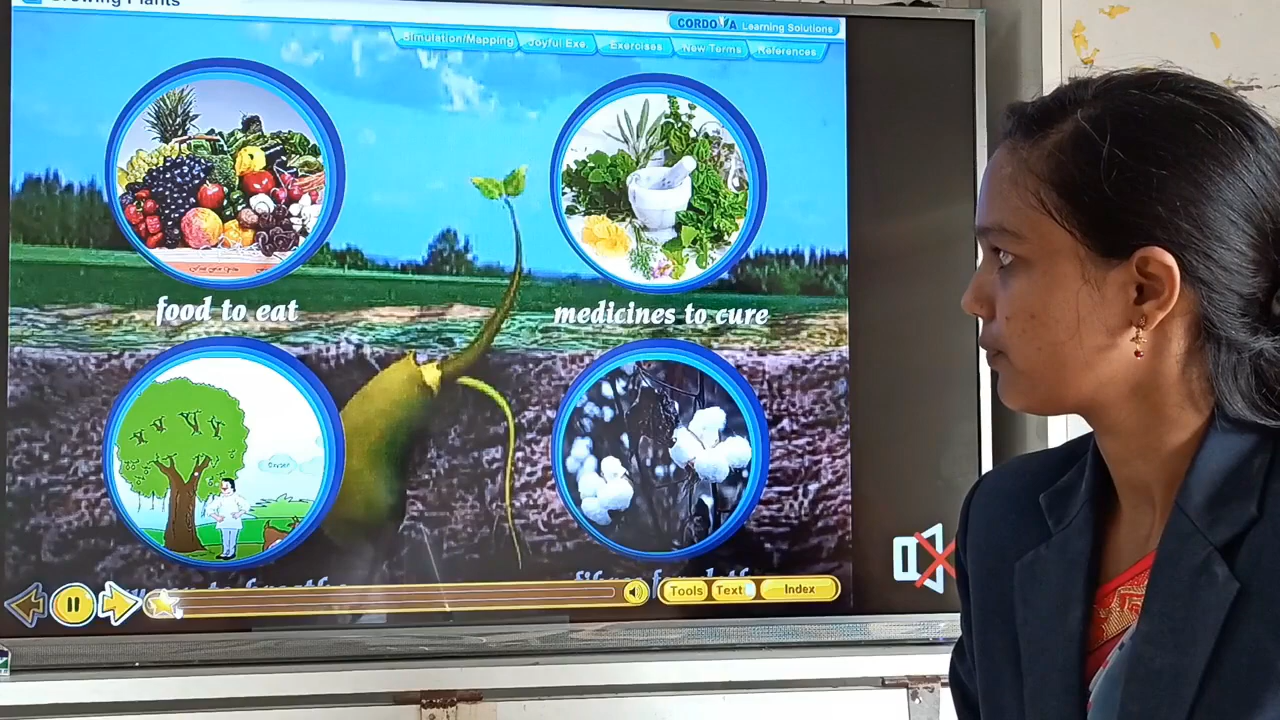 Growing Plants
CORDOVA Learning Solutions
Simulation/Mapping Joyful Exe. Exercises New Terms References
food to eat
medicines to cure
Tools Text Index